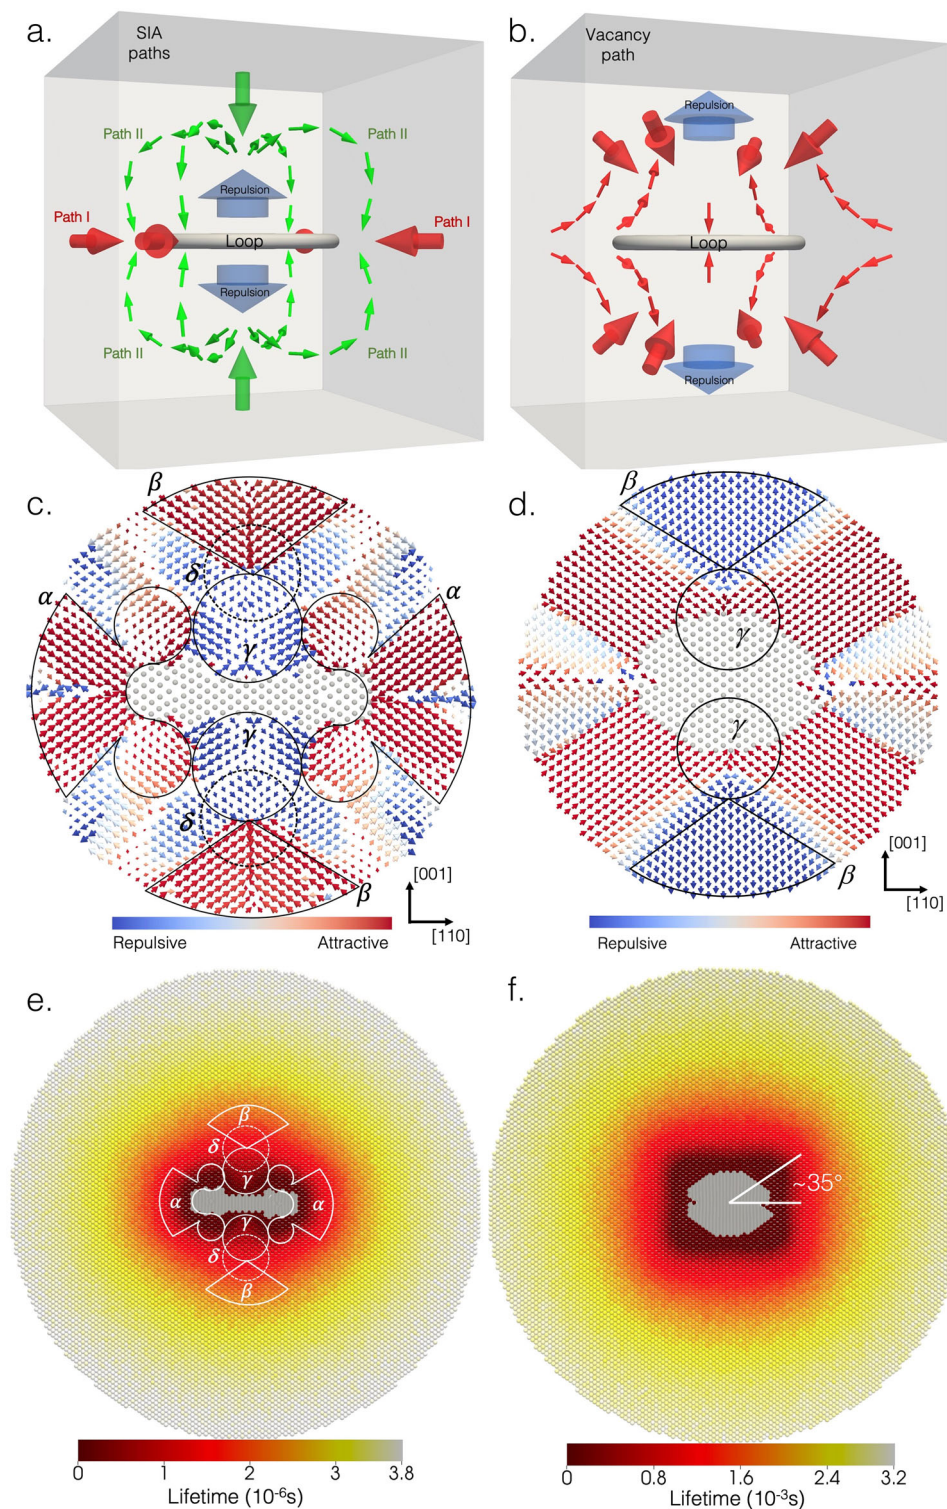 a.
SIA
paths
Path II
Path II
Repulsion
Path I
Path I
Loop
Repulsion
Path II
Path II
b.
Vacancy
path
Repulsion
Loop
Repulsion
c.
β
δ
α
α
γ
γ
δ
β
[001]
[110]
Repulsive
Attractive
d.
β
γ
γ
β
[001]
[110]
Repulsive
Attractive
e.
β
δ
γ
α
α
γ
δ
β
0
1
2
3
3.8
Lifetime (10⁻⁶s)
f.
~35°
0
0.8
1.6
2.4
3.2
Lifetime (10⁻³s)